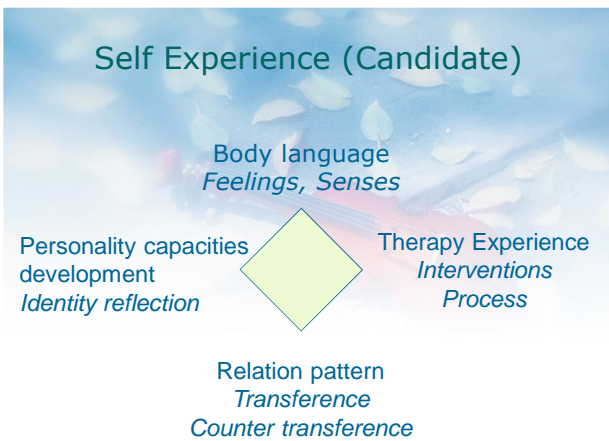 Self Experience (Candidate)
Body language
Feelings, Senses
Personality capacities
development
Identity reflection
Therapy Experience
Interventions
Process
Relation pattern
Transference
Counter transference